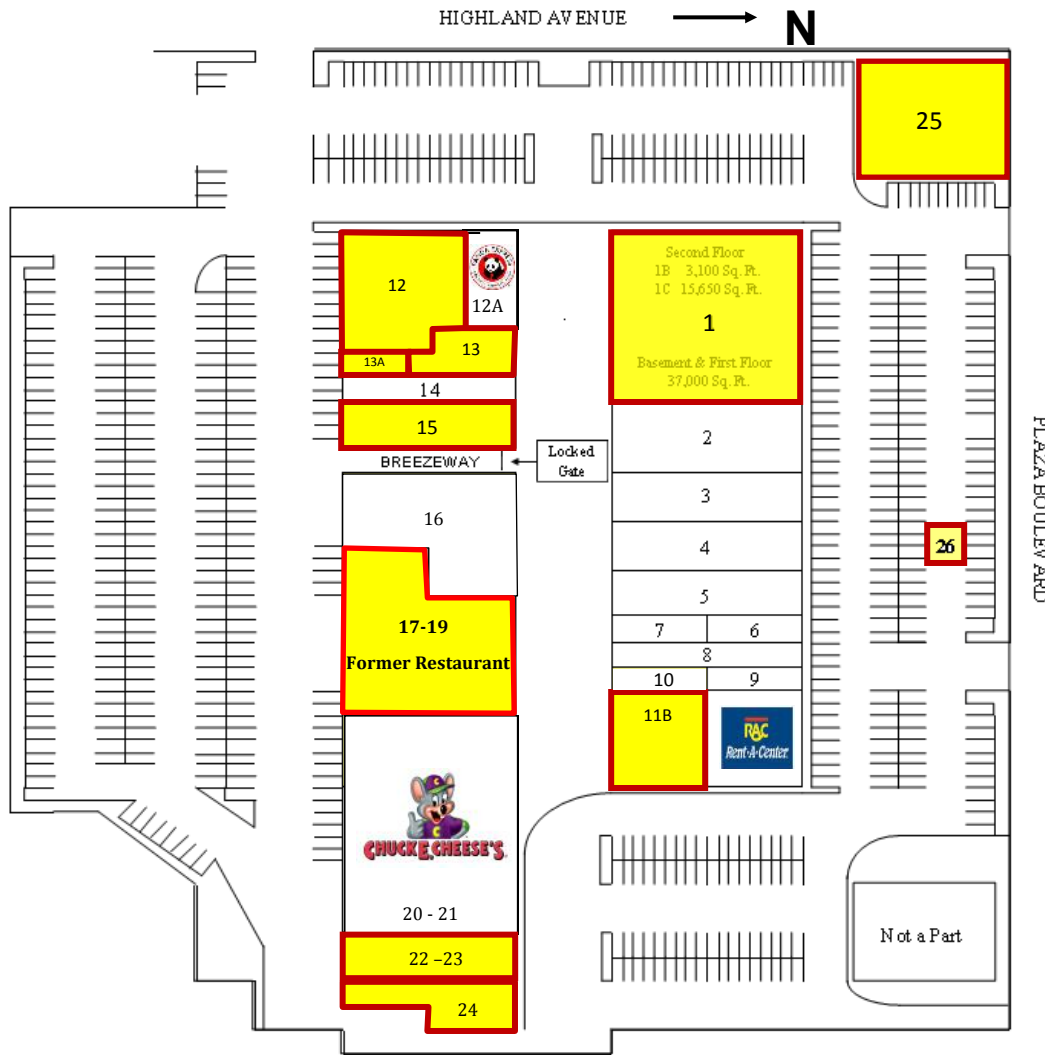 HIGHLAND AVENUE
N
25
Second Floor
1B 3,100 Sq. Ft.
1C 15,650 Sq. Ft.
1
Basement & First Floor
37,000 Sq. Ft.
12
12A
13
13A
14
15
BREEZEWAY
Locked
Gate
2
3
16
4
26
PLAZA BOULEVARD
5
17-19
Former Restaurant
7
6
8
10
9
11B
RAC
Rent-A-Center
C
CHUCK E. CHEESE'S
20 - 21
22 –23
24
Not a Part